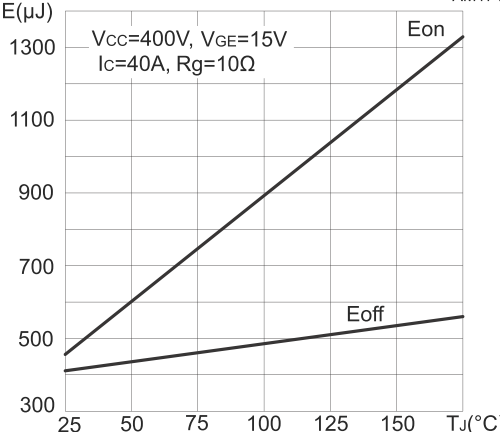 E(μJ)
1300
VCC=400V, VGE=15V
IC=40A, Rg=10Ω
Eon
1100
900
700
500
Eoff
300
25 50 75 100 125 150 TJ(°C)